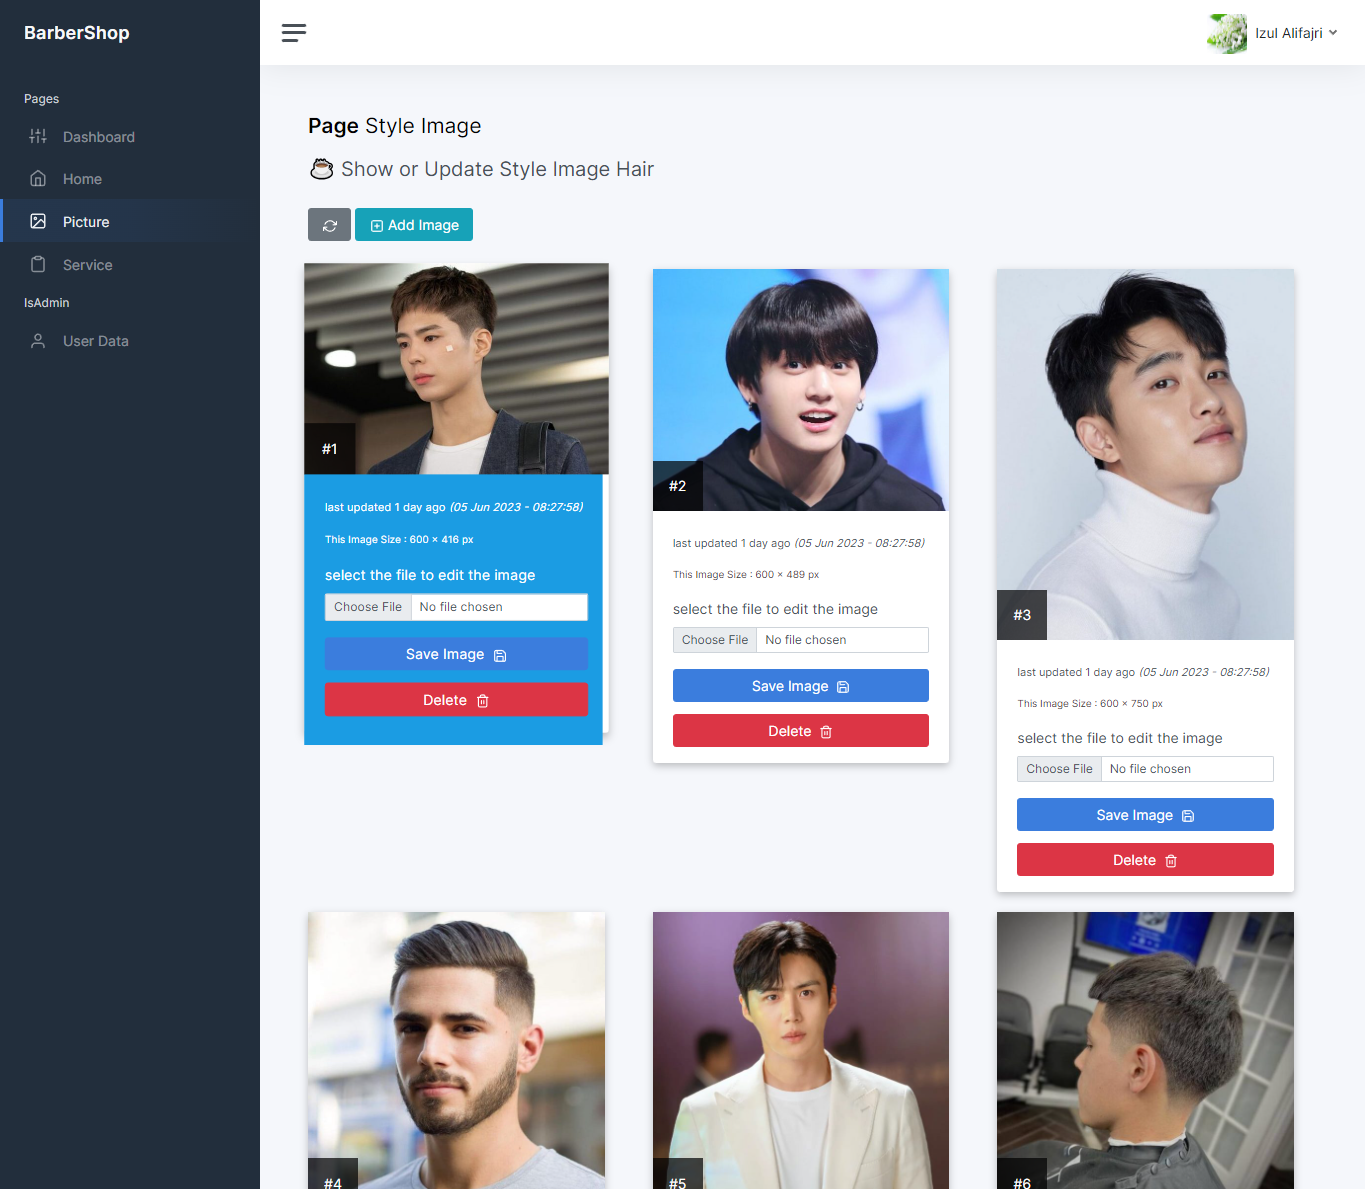 BarberShop
Izul Alifajri
Pages
Dashboard
Home
Picture
Service
IsAdmin
User Data
Page Style Image
Show or Update Style Image Hair
Add Image
#1
last updated 1 day ago (05 Jun 2023 - 08:27:58)
This Image Size : 600 × 416 px
select the file to edit the image
Choose File No file chosen
Save Image
Delete
#2
last updated 1 day ago (05 Jun 2023 - 08:27:58)
This Image Size : 600 × 489 px
select the file to edit the image
Choose File No file chosen
Save Image
Delete
#3
last updated 1 day ago (05 Jun 2023 - 08:27:58)
This Image Size : 600 × 750 px
select the file to edit the image
Choose File No file chosen
Save Image
Delete
#4
#5
#6